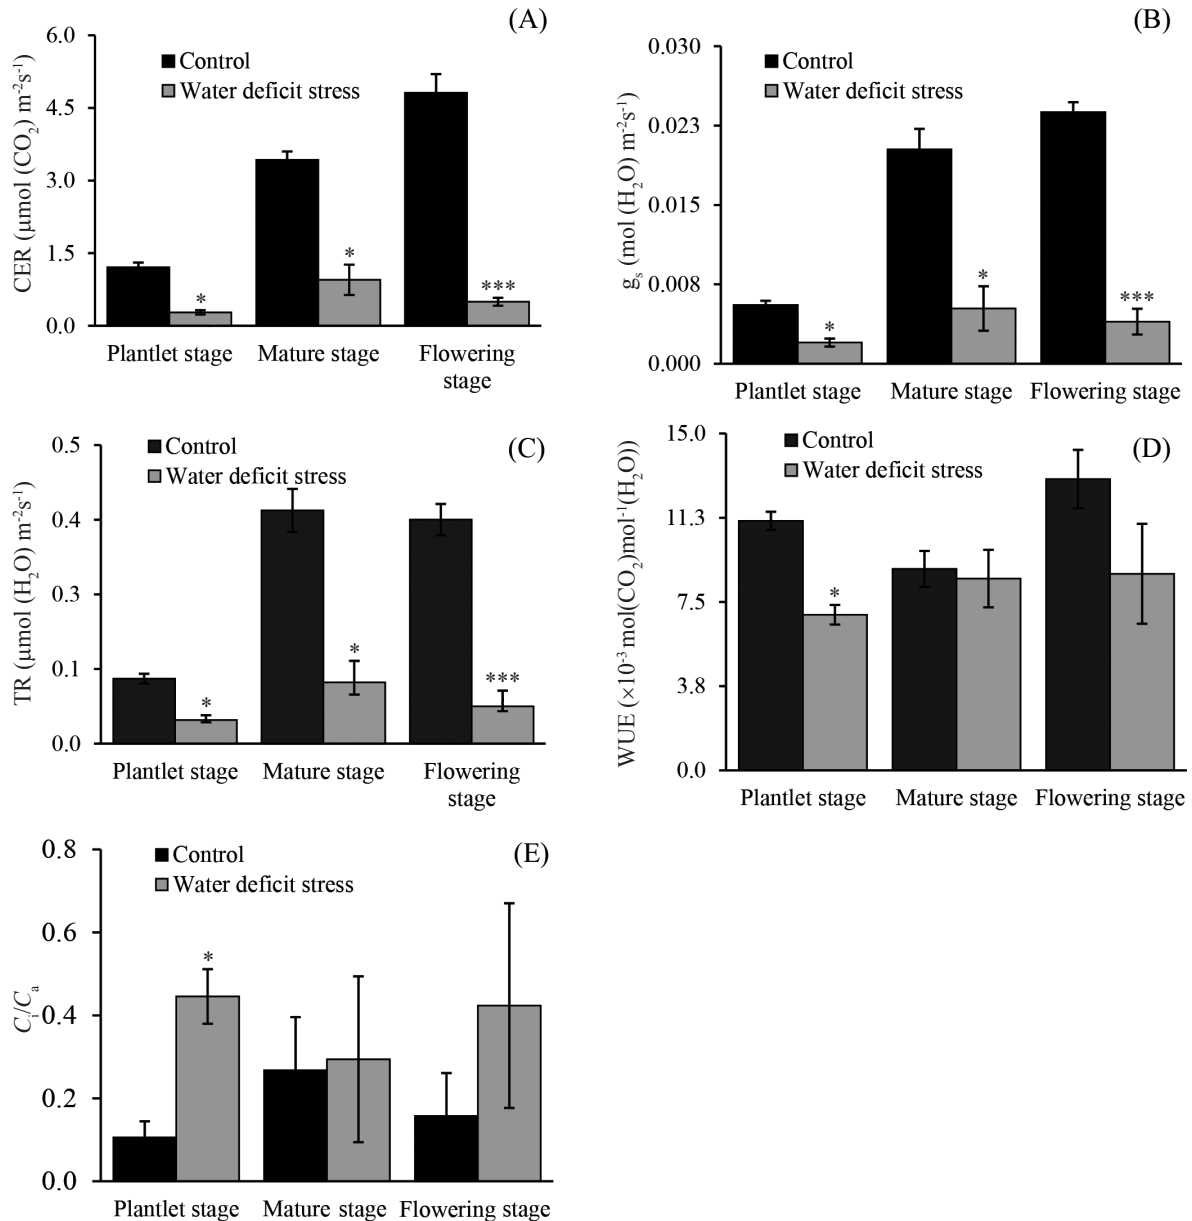 (A)
Control
Water deficit stress
CER (µmol (CO₂) m⁻²s⁻¹)
6.0
4.5
3.0
1.5
0.0
*
*
***
Plantlet stage
Mature stage
Flowering
stage
(B)
Control
Water deficit stress
gₛ (mol (H₂O) m⁻²s⁻¹)
0.030
0.023
0.015
0.008
0.000
*
*
***
Plantlet stage
Mature stage
Flowering stage
(C)
Control
Water deficit stress
TR (µmol (H₂O) m⁻²s⁻¹)
0.5
0.4
0.3
0.1
0.0
*
*
***
Plantlet stage
Mature stage
Flowering
stage
(D)
Control
Water deficit stress
WUE (×10⁻³ mol(CO₂)mol⁻¹(H₂O))
15.0
11.3
7.5
3.8
0.0
*
Plantlet stage
Mature stage
Flowering stage
(E)
Control
Water deficit stress
Cᵢ/Cₐ
0.8
0.6
0.4
0.2
0.0
*
Plantlet stage
Mature stage
Flowering stage